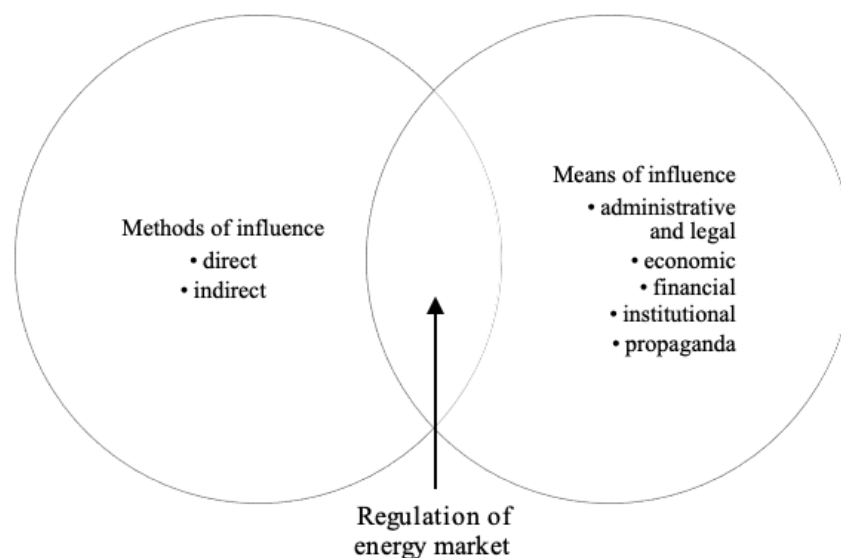 Methods of influence
• direct
• indirect
Means of influence
• administrative
and legal
• economic
• financial
• institutional
• propaganda
Regulation of
energy market